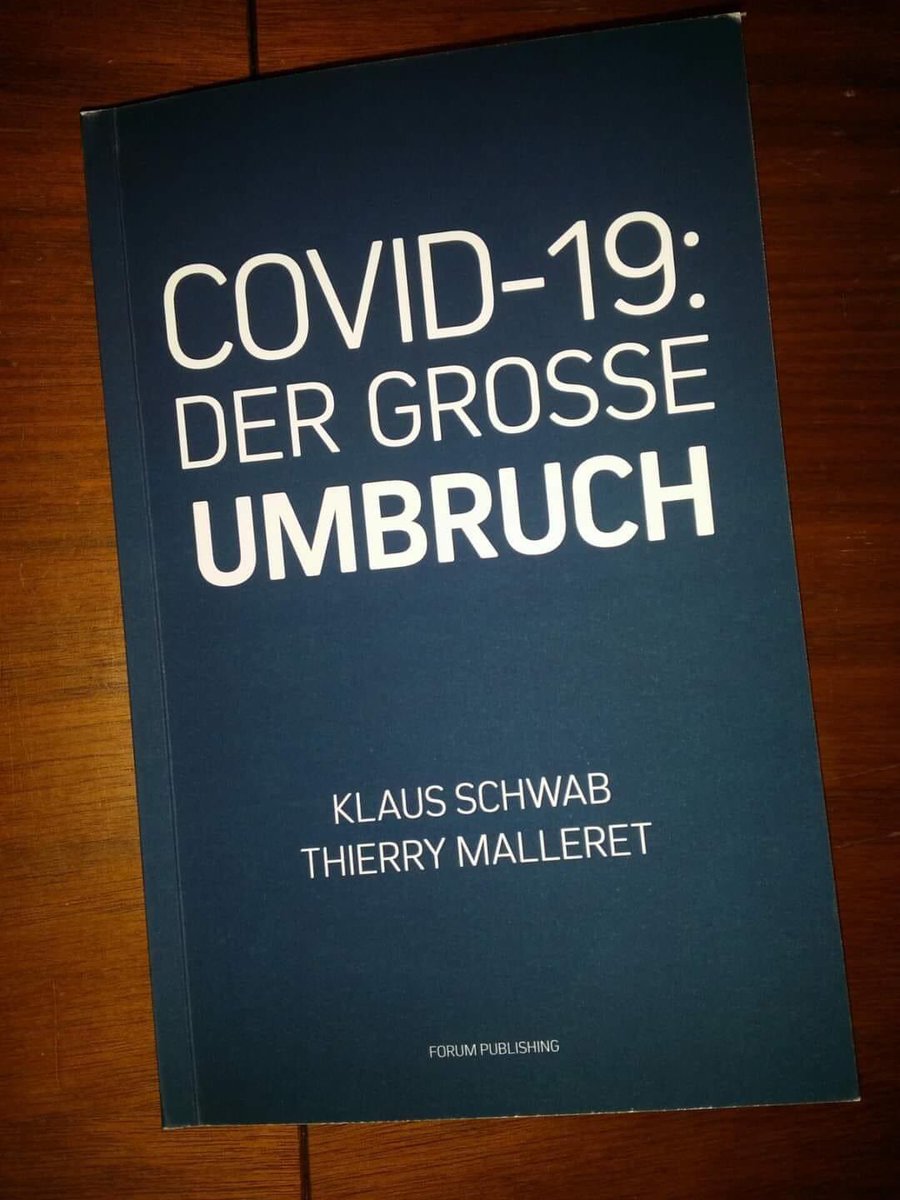 COVID-19:
DER GROSSE
UMBRUCH
KLAUS SCHWAB
THIERRY MALLERET
FORUM PUBLISHING